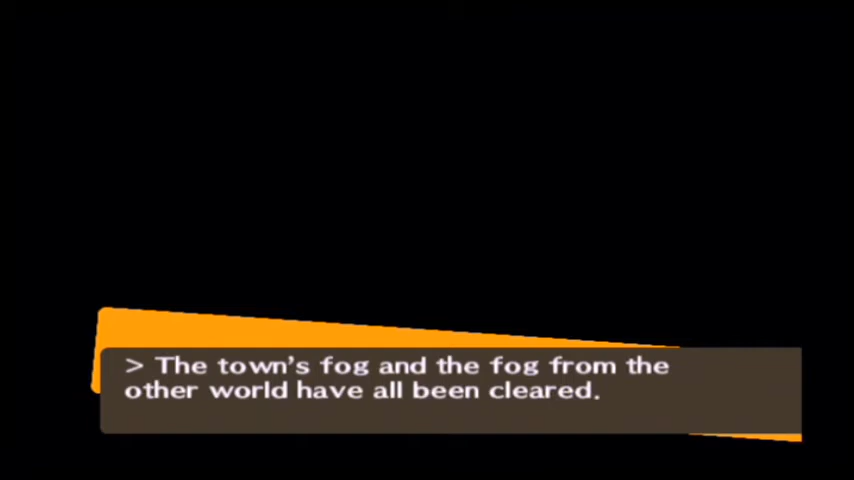 > The town's fog and the fog from the
other world have all been cleared.